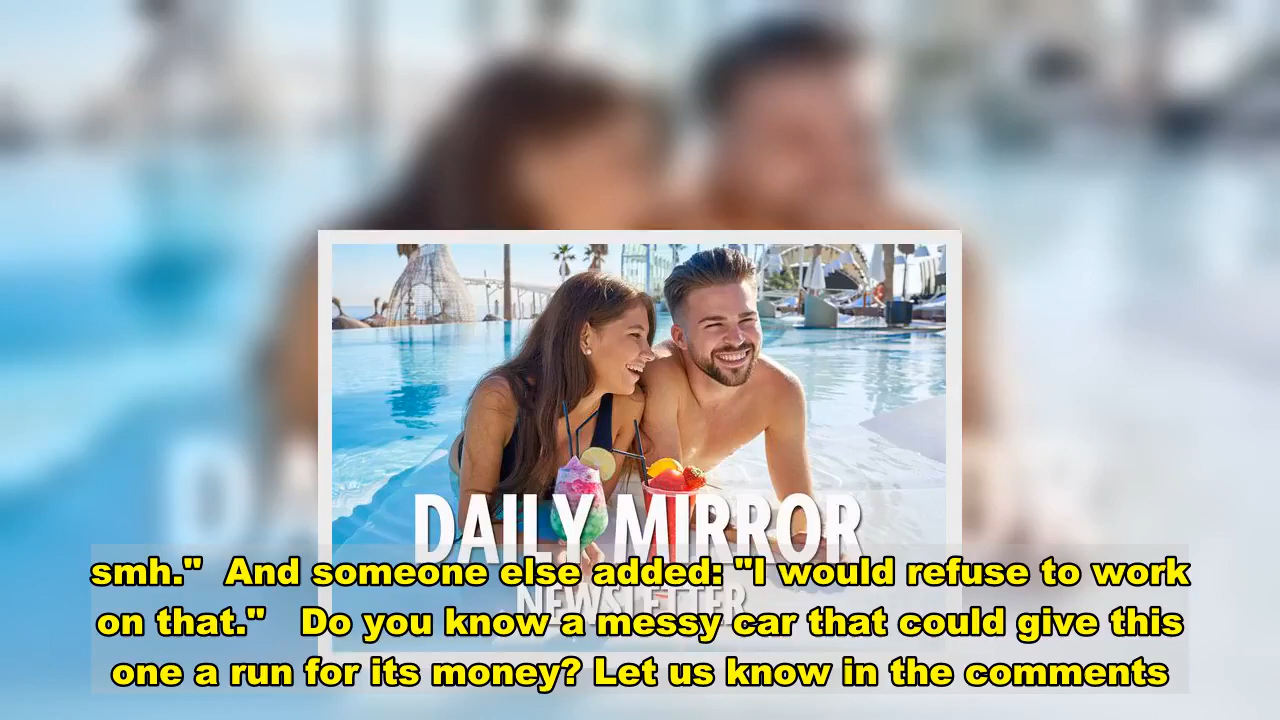 DAILY MIRROR
NEWSLETTER
smh."  And someone else added: "I would refuse to work
on that."   Do you know a messy car that could give this
one a run for its money? Let us know in the comments